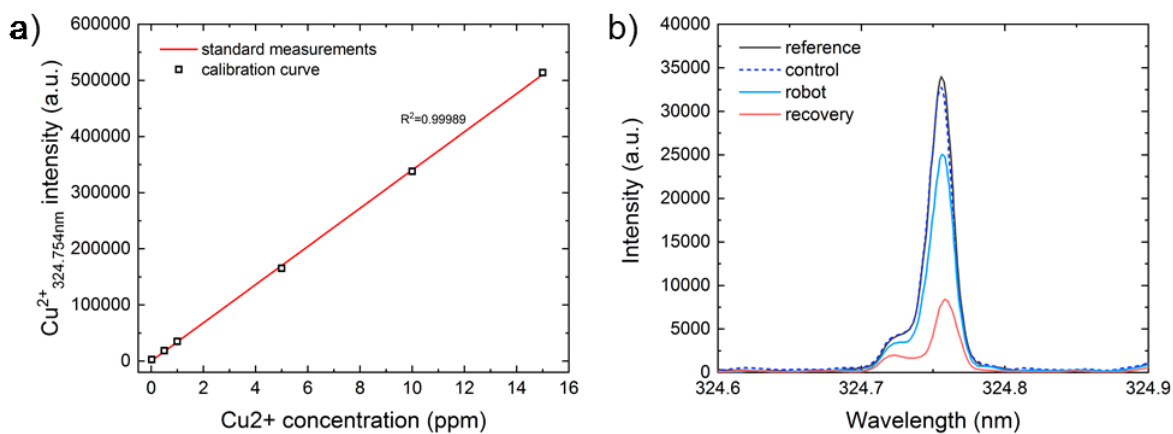 a)
600000
500000
400000
300000
200000
100000
0
Cu²⁺324.754nm intensity (a.u.)
standard measurements
calibration curve
R²=0.99989
0 2 4 6 8 10 12 14 16
Cu2+ concentration (ppm)
b)
40000
35000
30000
25000
20000
15000
10000
5000
0
Intensity (a.u.)
reference
control
robot
recovery
324.6 324.7 324.8 324.9
Wavelength (nm)